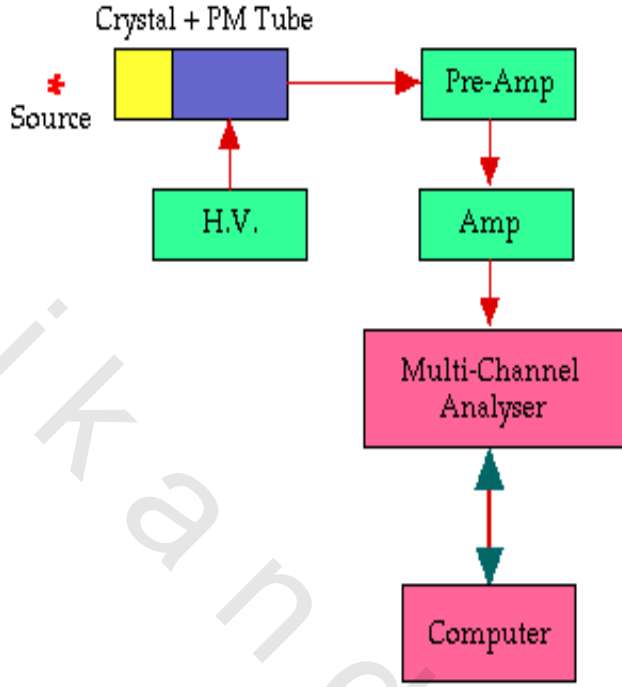 Crystal + PM Tube
Source
Pre-Amp
H.V.
Amp
Multi-Channel
Analyser
Computer